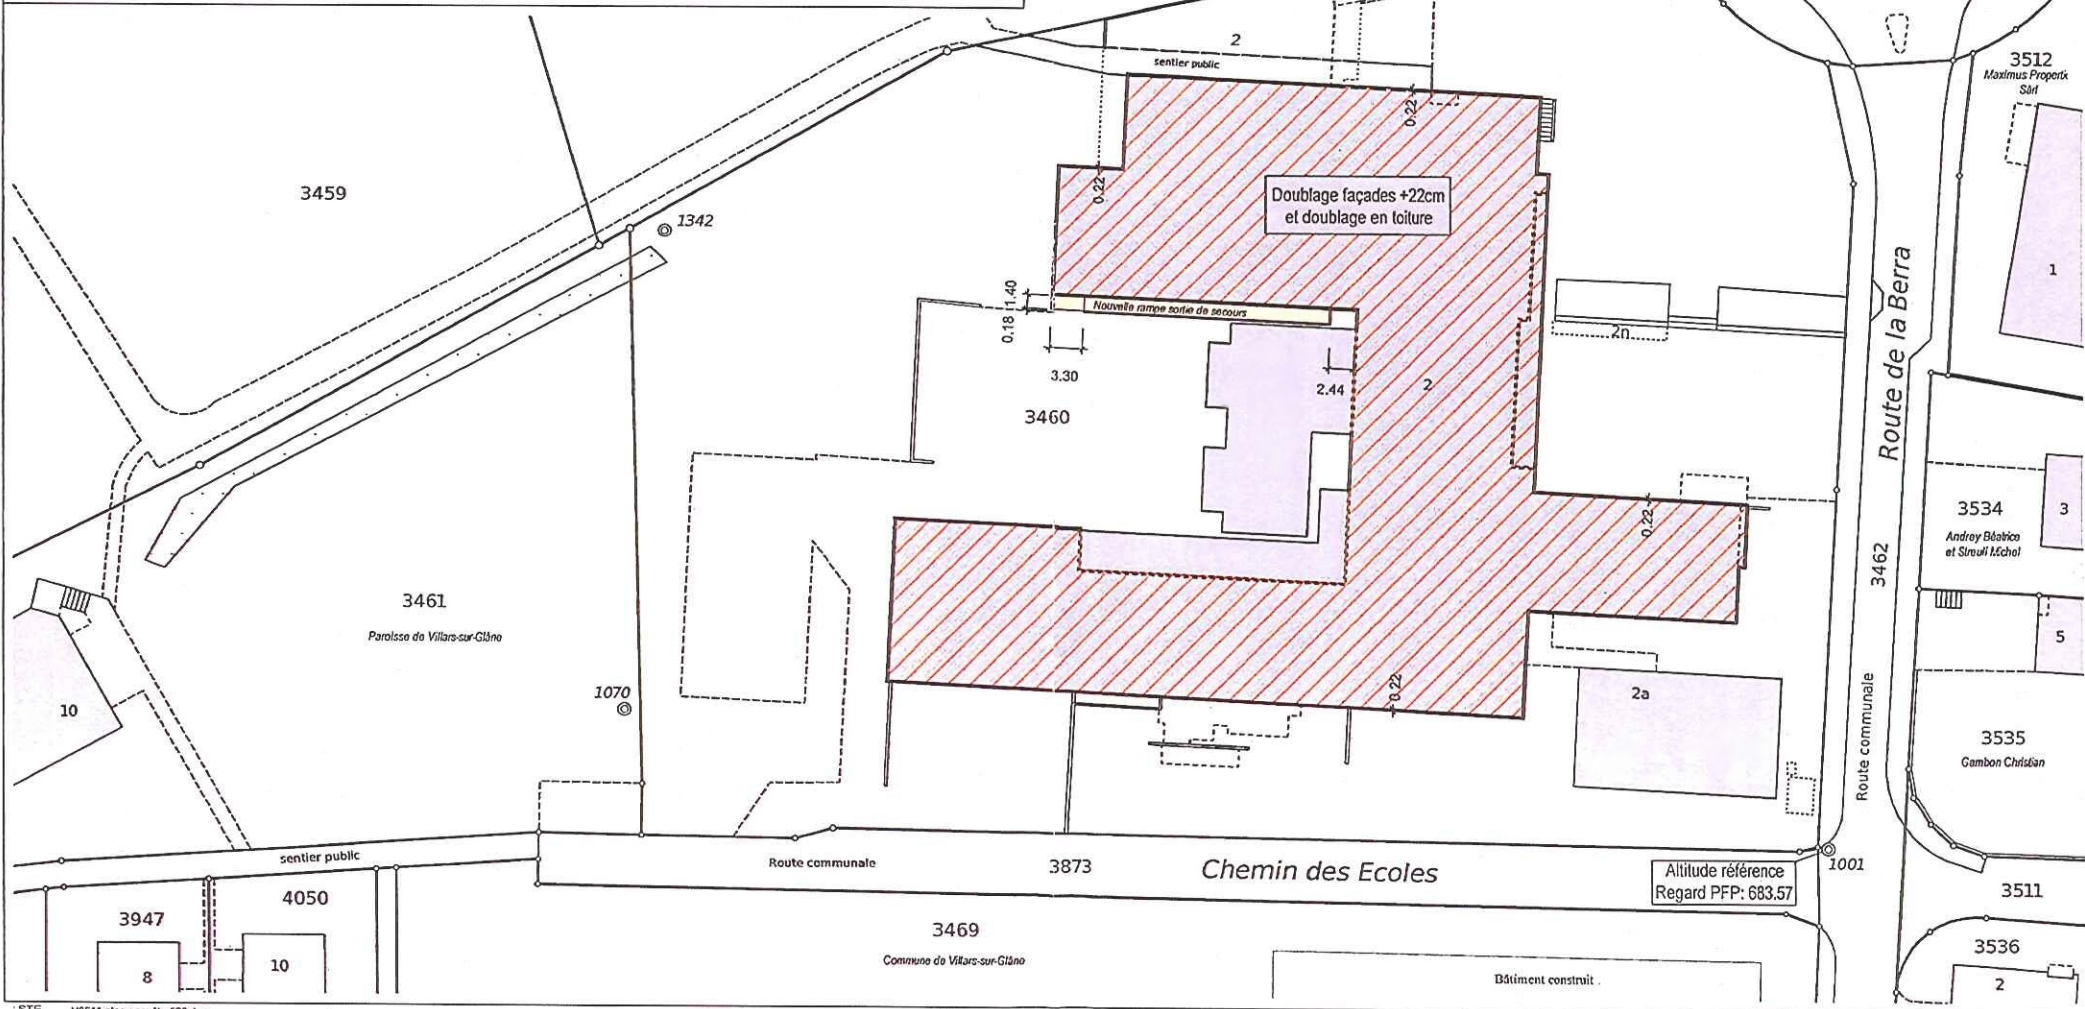 2
sentier public
3512
Maximus Propertix
Sàrl
0.22
3459
1342
0.22
Doublage façades +22cm
et doublage en toiture
1
Route de la Berra
1.40
0.18
Nouvelle rampe sortie de secours
2n
3.30
2.44
2
3460
3534
3
Andrey Béatrice
et Streuli Michel
0.22
3462
3461
Paroisse de Villars-sur-Glâne
5
1070
10
0.22
2a
Route communale
3535
Gambon Christian
sentier public
Route communale
3873
Chemin des Ecoles
Altitude référence
Regard PFP: 683.57
1001
3511
4050
3947
3469
Commune de Villars-sur-Glâne
3536
8
10
Bâtiment construit
2